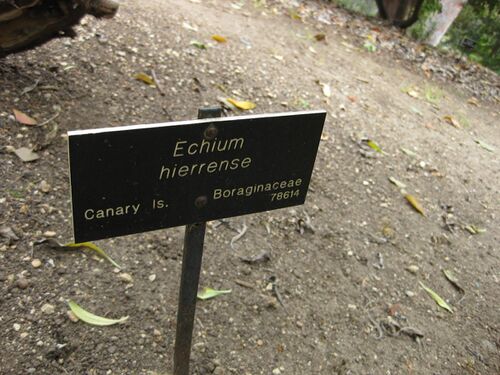 Echium
hierrense
Canary Is. Boraginaceae
78614